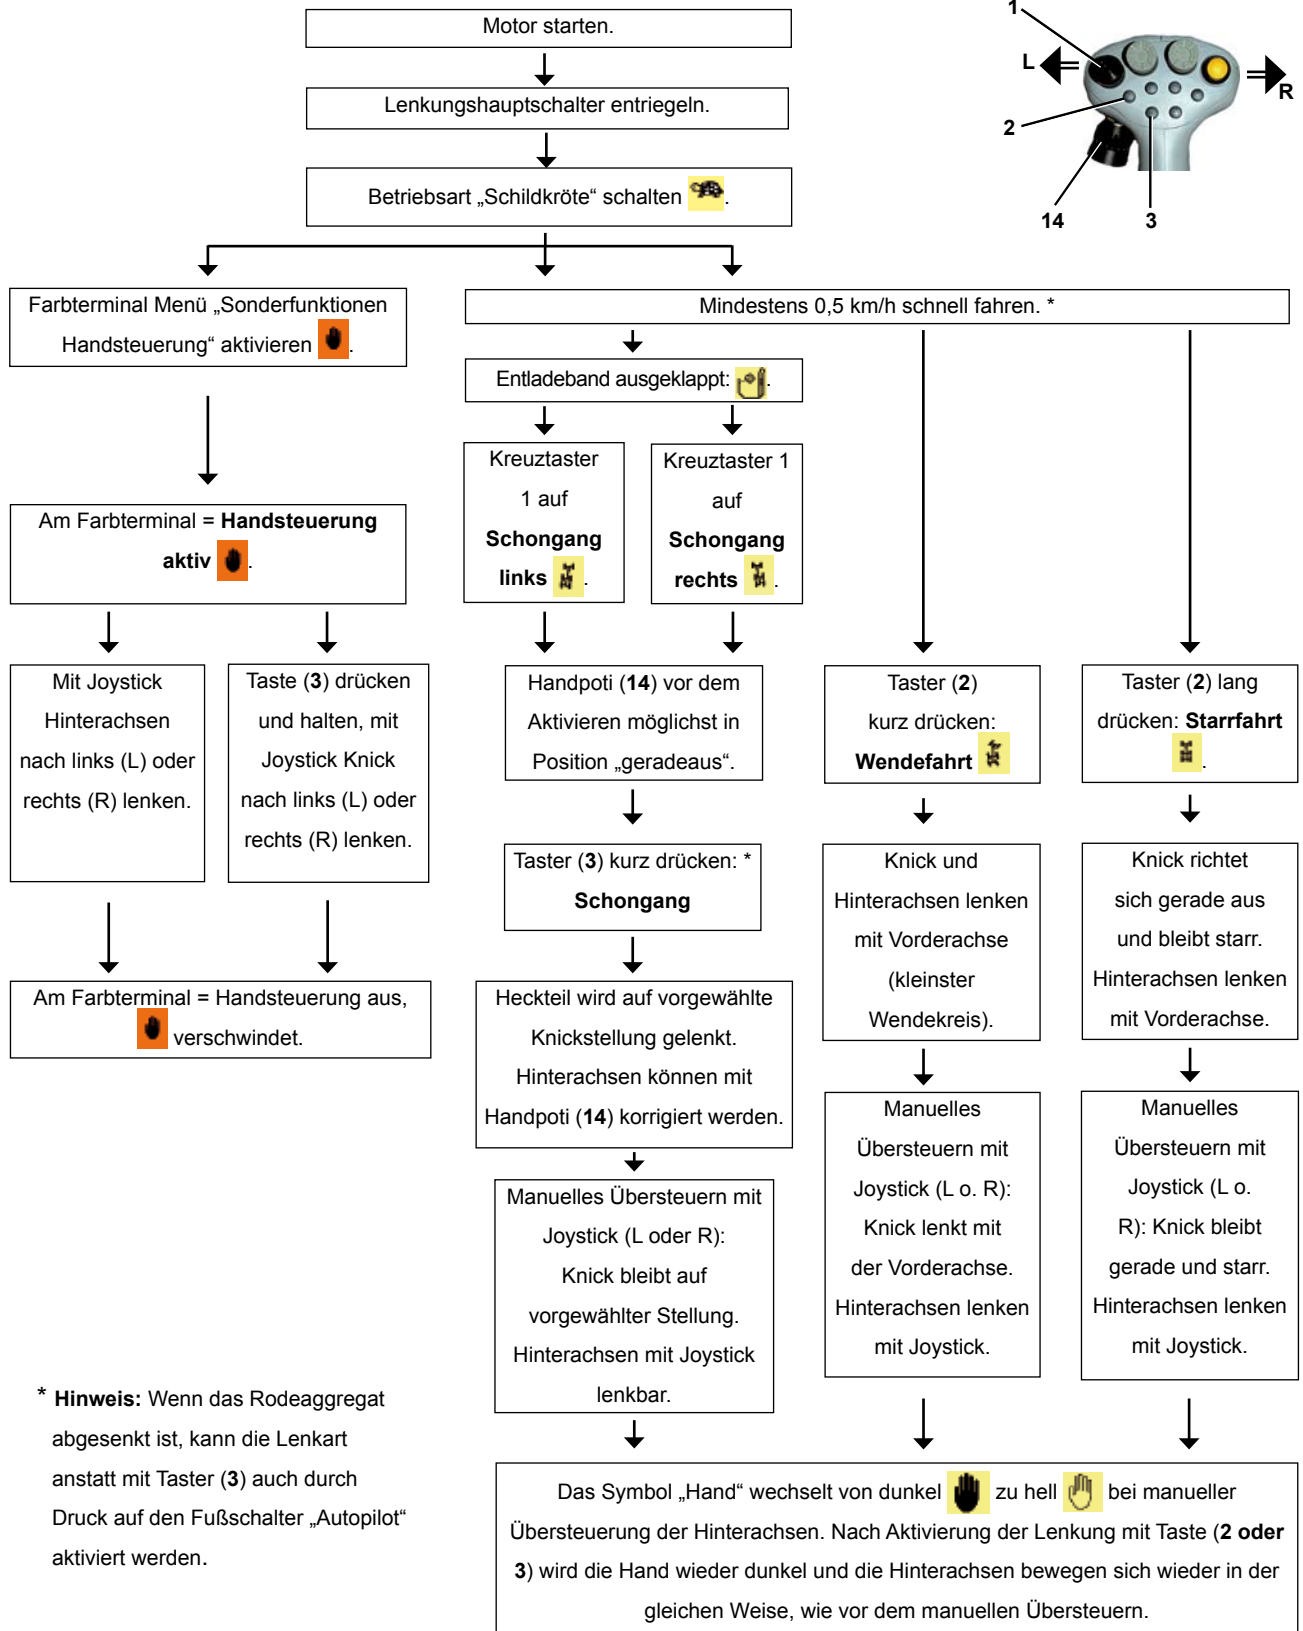 Motor starten.
Lenkungshauptschalter entriegeln.
Betriebsart „Schildkröte“ schalten .
1
L
R
2
14
3
Farbterminal Menü „Sonderfunktionen
Handsteuerung“ aktivieren .
Mindestens 0,5 km/h schnell fahren. *
Entladeband ausgeklappt: .
Kreuztaster
1 auf
Schongang
links .
Kreuztaster 1
auf
Schongang
rechts .
Am Farbterminal = Handsteuerung
aktiv .
Mit Joystick
Hinterachsen
nach links (L) oder
rechts (R) lenken.
Taste (3) drücken
und halten, mit
Joystick Knick
nach links (L) oder
rechts (R) lenken.
Handpoti (14) vor dem
Aktivieren möglichst in
Position „geradeaus“.
Taster (2)
kurz drücken:
Wendefahrt
Taster (2) lang
drücken: Starrfahrt
.
Taster (3) kurz drücken: *
Schongang
Knick und
Hinterachsen lenken
mit Vorderachse
(kleinster
Wendekreis).
Knick richtet
sich gerade aus
und bleibt starr.
Hinterachsen lenken
mit Vorderachse.
Am Farbterminal = Handsteuerung aus,
verschwindet.
Heckteil wird auf vorgewählte
Knickstellung gelenkt.
Hinterachsen können mit
Handpoti (14) korrigiert werden.
Manuelles Übersteuern mit
Joystick (L oder R):
Knick bleibt auf
vorgewählter Stellung.
Hinterachsen mit Joystick
lenkbar.
Manuelles
Übersteuern mit
Joystick (L o. R):
Knick lenkt mit
der Vorderachse.
Hinterachsen lenken
mit Joystick.
Manuelles
Übersteuern mit
Joystick (L o.
R): Knick bleibt
gerade und starr.
Hinterachsen lenken
mit Joystick.
* Hinweis: Wenn das Rodeaggregat
abgesenkt ist, kann die Lenkart
anstatt mit Taster (3) auch durch
Druck auf den Fußschalter „Autopilot“
aktiviert werden.
Das Symbol „Hand“ wechselt von dunkel zu hell bei manueller
Übersteuerung der Hinterachsen. Nach Aktivierung der Lenkung mit Taste (2 oder
3) wird die Hand wieder dunkel und die Hinterachsen bewegen sich wieder in der
gleichen Weise, wie vor dem manuellen Übersteuern.